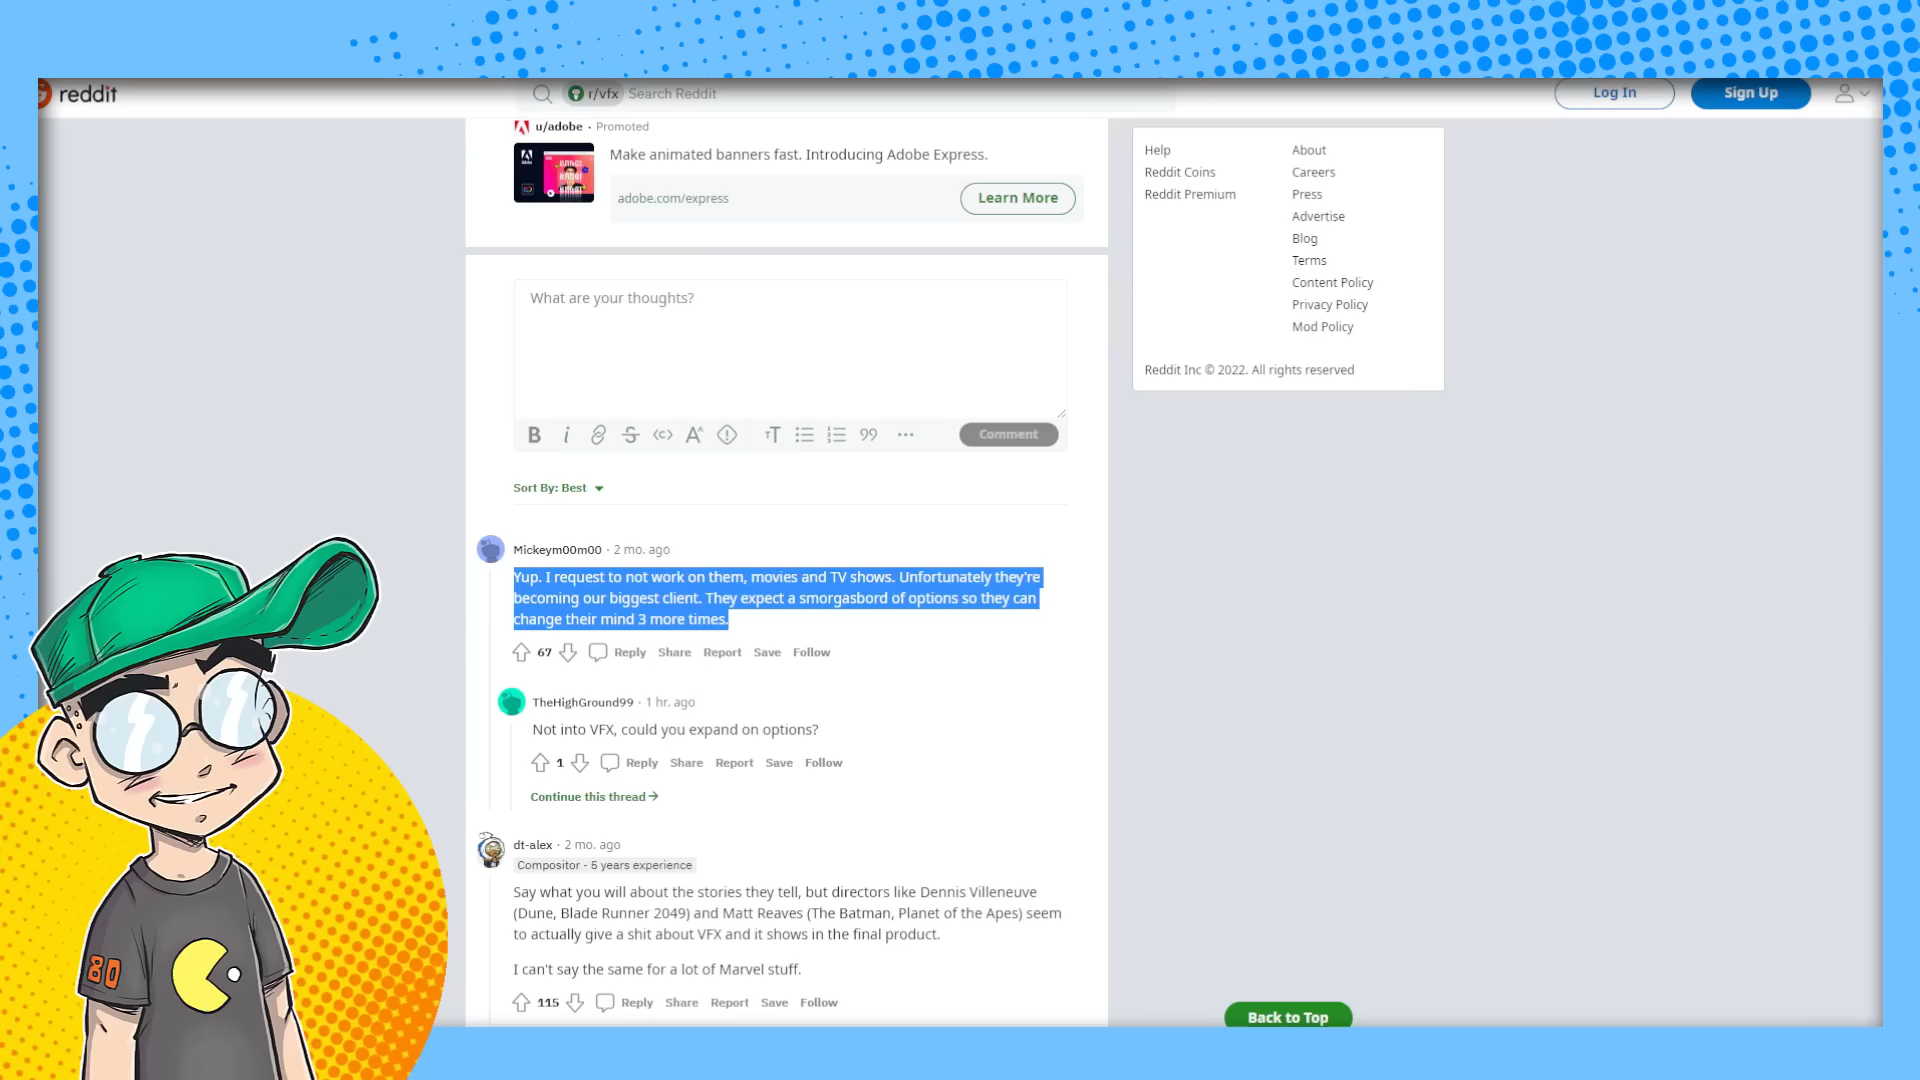 reddit
r/vfx Search Reddit
Log In
Sign Up
u/adobe · Promoted
Make animated banners fast. Introducing Adobe Express.
adobe.com/express
Learn More
Help
Reddit Coins
Reddit Premium
About
Careers
Press
Advertise
Blog
Terms
Content Policy
Privacy Policy
Mod Policy
Reddit Inc © 2022. All rights reserved
What are your thoughts?
Comment
Sort By: Best
Mickeym00m00 · 2 mo. ago
Yup. I request to not work on them, movies and TV shows. Unfortunately they're
becoming our biggest client. They expect a smorgasbord of options so they can
change their mind 3 more times.
67 Reply Share Report Save Follow
TheHighGround99 · 1 hr. ago
Not into VFX, could you expand on options?
1 Reply Share Report Save Follow
Continue this thread
dt-alex · 2 mo. ago
Compositor - 5 years experience
Say what you will about the stories they tell, but directors like Dennis Villeneuve
(Dune, Blade Runner 2049) and Matt Reaves (The Batman, Planet of the Apes) seem
to actually give a shit about VFX and it shows in the final product.
I can't say the same for a lot of Marvel stuff.
115 Reply Share Report Save Follow
Back to Top
80